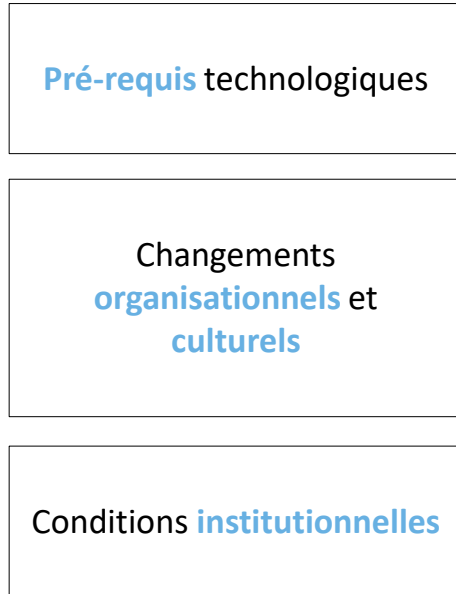 Pré-requis technologiques
Changements
organisationnels et
culturels
Conditions institutionnelles